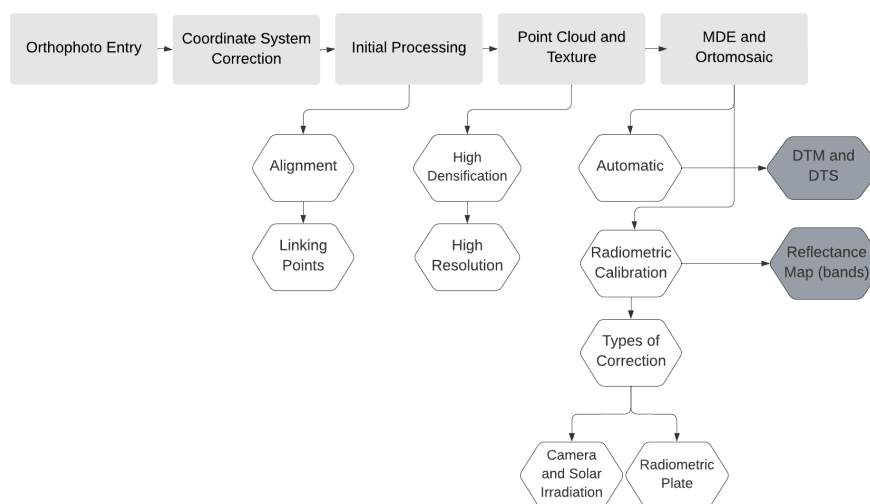 Orthophoto Entry
Coordinate System
Correction
Initial Processing
Point Cloud and
Texture
MDE and
Ortomosaic
Alignment
High
Densification
Automatic
DTM and
DTS
Linking
Points
High
Resolution
Radiometric
Calibration
Reflectance
Map (bands)
Types of
Correction
Camera
and Solar
Irradiation
Radiometric
Plate